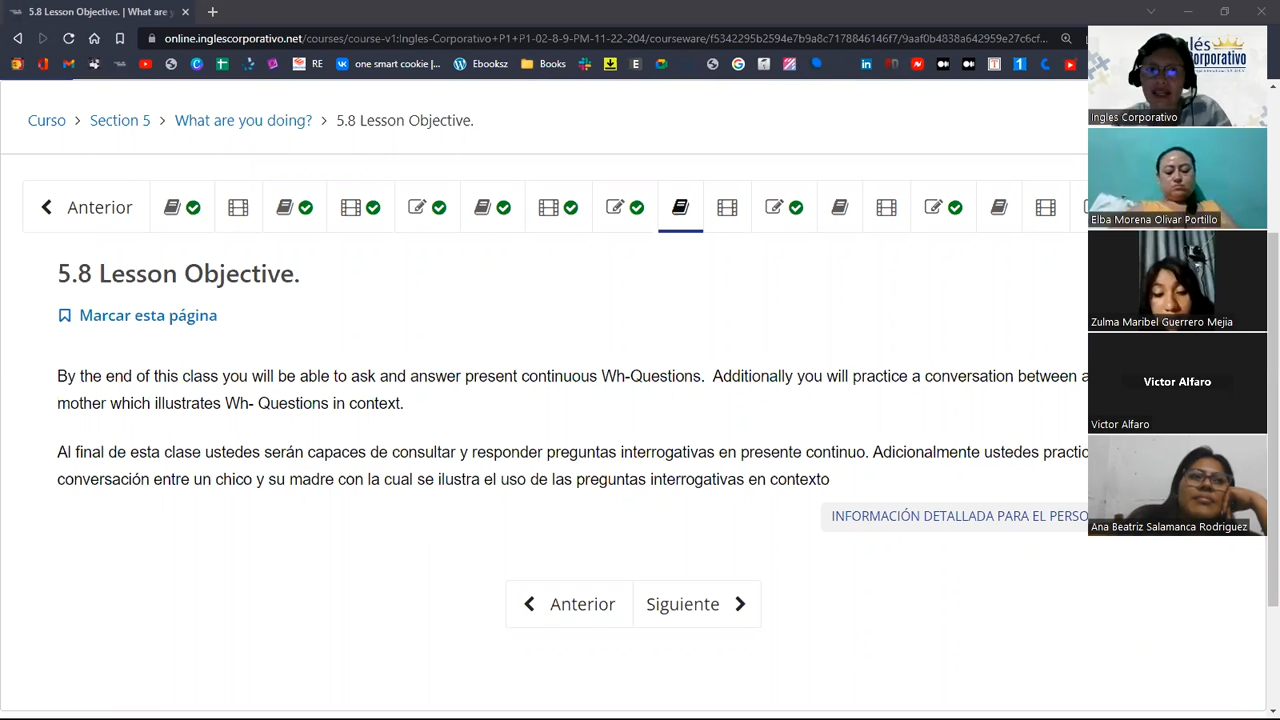 5.8 Lesson Objective. | What are y
online.inglescorporativo.net/courses/course-v1:Ingles-Corporativo+P1+P1-02-8-9-PM-11-22-204/courseware/f5342295b2594e7b9a8c7178846146f7/9aaf0b4838a642959e27c6cf...
RE
one smart cookie |...
Ebook
Books
Curso > Section 5 > What are you doing? > 5.8 Lesson Objective.
Anterior
5.8 Lesson Objective.
Marcar esta página
By the end of this class you will be able to ask and answer present continuous Wh-Questions. Additionally you will practice a conversation between a
mother which illustrates Wh- Questions in context.
Al final de esta clase ustedes serán capaces de consultar y responder preguntas interrogativas en presente continuo. Adicionalmente ustedes practic
conversación entre un chico y su madre con la cual se ilustra el uso de las preguntas interrogativas en contexto
INFORMACIÓN DETALLADA PARA EL PERSO
Anterior
Siguiente
Ingles Corporativo
Elba Morena Olivar Portillo
Zulma Maribel Guerrero Mejia
Victor Alfaro
Victor Alfaro
Ana Beatriz Salamanca Rodriguez